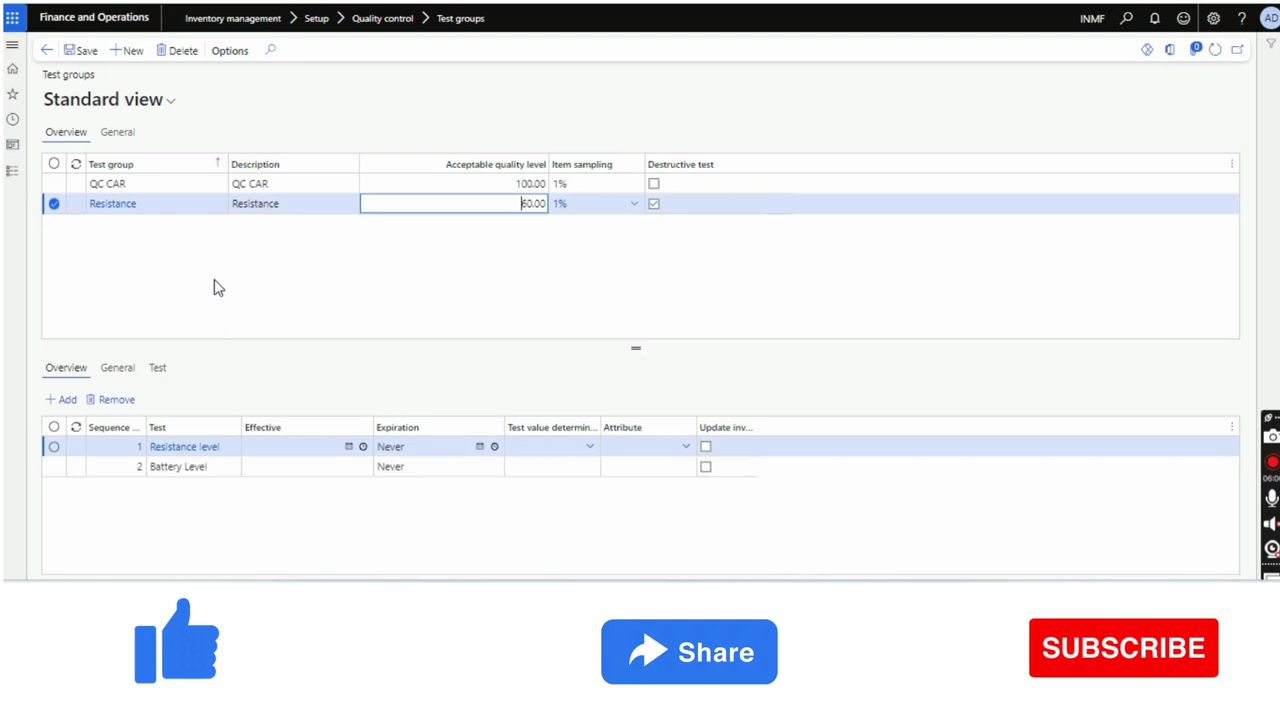 Finance and Operations Inventory management Setup Quality control Test groups INMF AD
Save New Delete Options 0
Test groups
Standard view
Overview General
Test group Description Acceptable quality level Item sampling Destructive test
QC CAR QC CAR 100.00 1%
Resistance Resistance 60.00 1%
Overview General Test
Add Remove
Sequence ... Test Effective Expiration Test value determin... Attribute Update inv...
1 Resistance level Never
2 Battery Level Never
Share
SUBSCRIBE